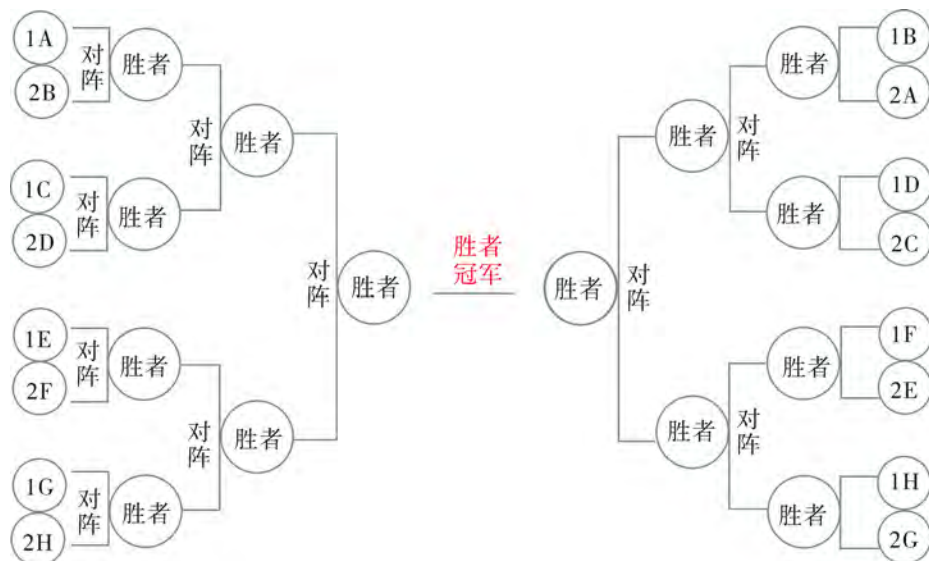 1A
对阵
胜者
2B
对阵
胜者
1C
对阵
胜者
2D
对阵
胜者
1E
对阵
胜者
2F
对阵
胜者
1G
对阵
胜者
2H
胜者
冠军
1B
胜者
2A
胜者
对阵
1D
胜者
2C
胜者
对阵
1F
胜者
2E
胜者
对阵
1H
胜者
2G